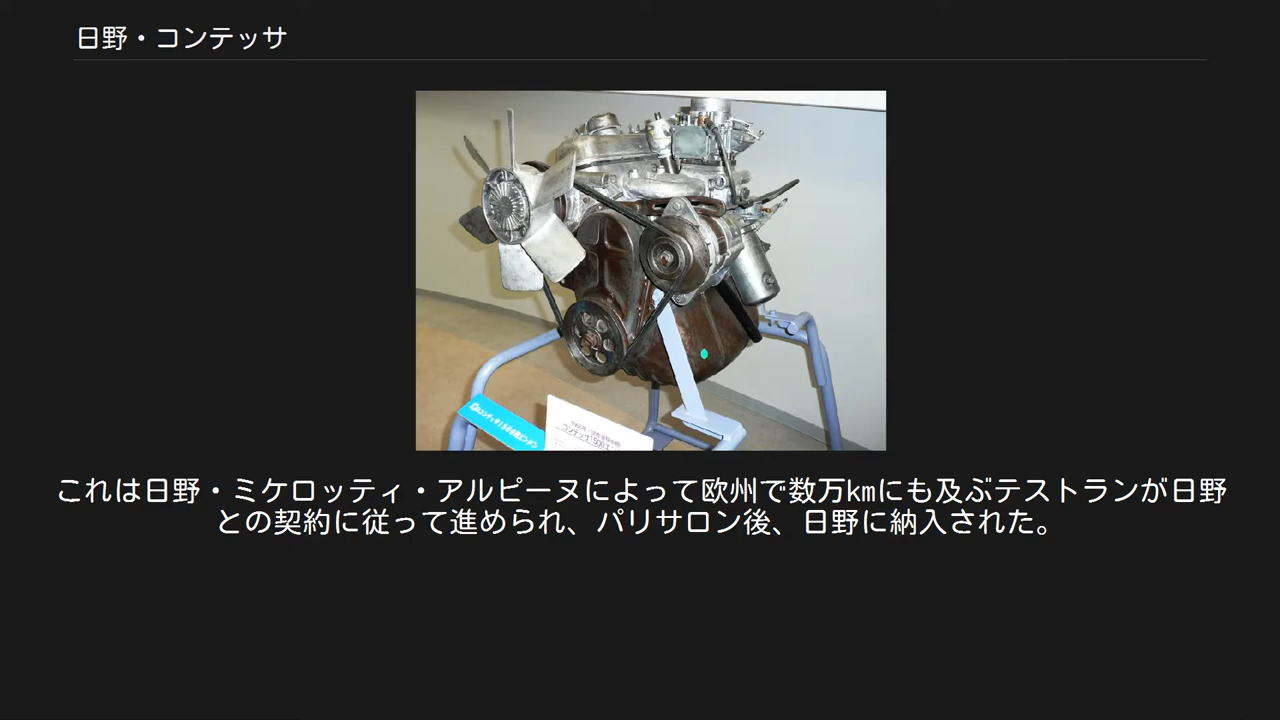 日野・コンテッサ
これは日野・ミケロッティ・アルピーヌによって欧州で数万kmにも及ぶテストランが日野
との契約に従って進められ、パリサロン後、日野に納入された。